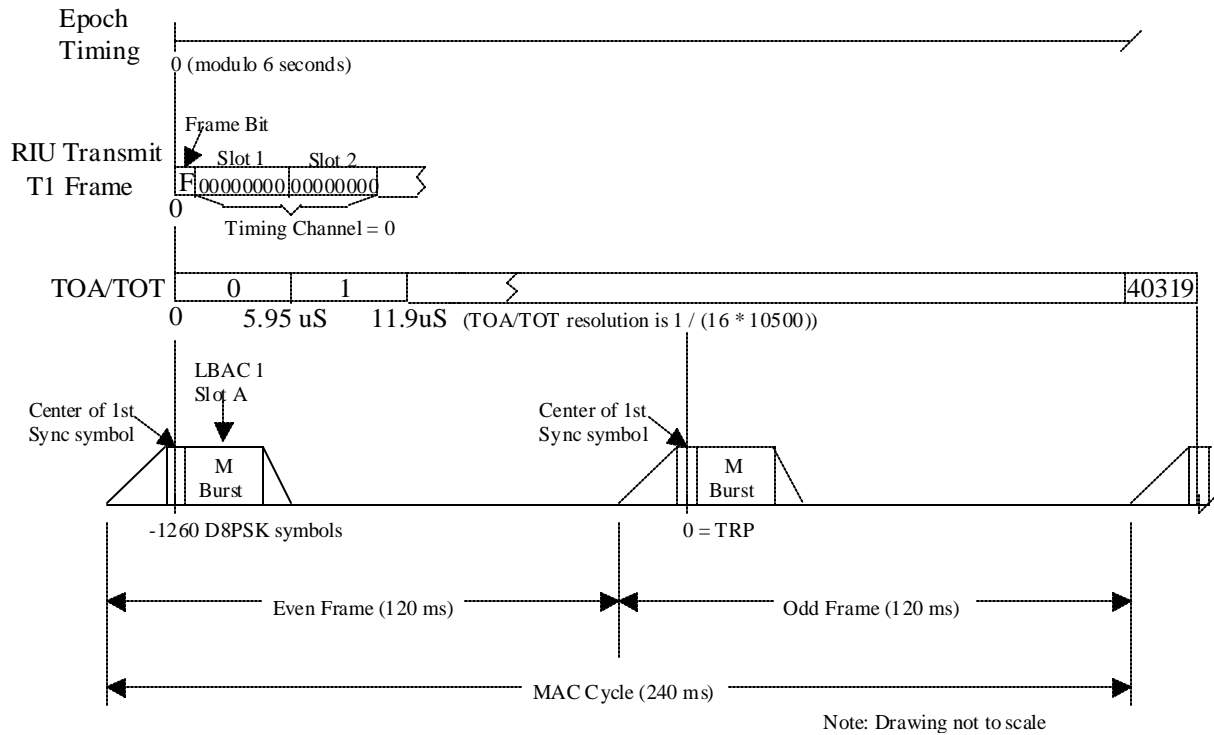 Epoch
Timing
0 (modulo 6 seconds)
Frame Bit
RIU Transmit
T1 Frame
Slot 1
Slot 2
F
00000000
00000000
0
Timing Channel = 0
TOA/TOT
0
1
40319
0
5.95 uS
11.9uS
(TOA/TOT resolution is 1 / (16 * 10500))
LBAC 1
Slot A
Center of 1st
Sync symbol
Center of 1st
Sync symbol
M
Burst
M
Burst
-1260 D8PSK symbols
0 = TRP
Even Frame (120 ms)
Odd Frame (120 ms)
MAC Cycle (240 ms)
Note: Drawing not to scale